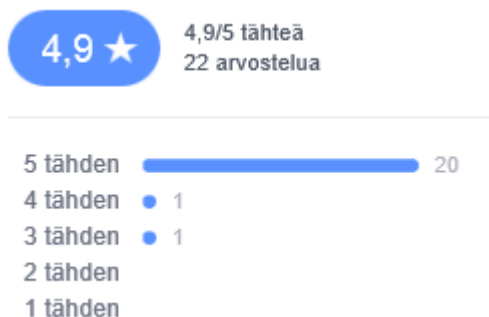 4,9 ★
4,9/5 tähteä
22 arvostelua
5 tähden 20
4 tähden 1
3 tähden 1
2 tähden
1 tähden